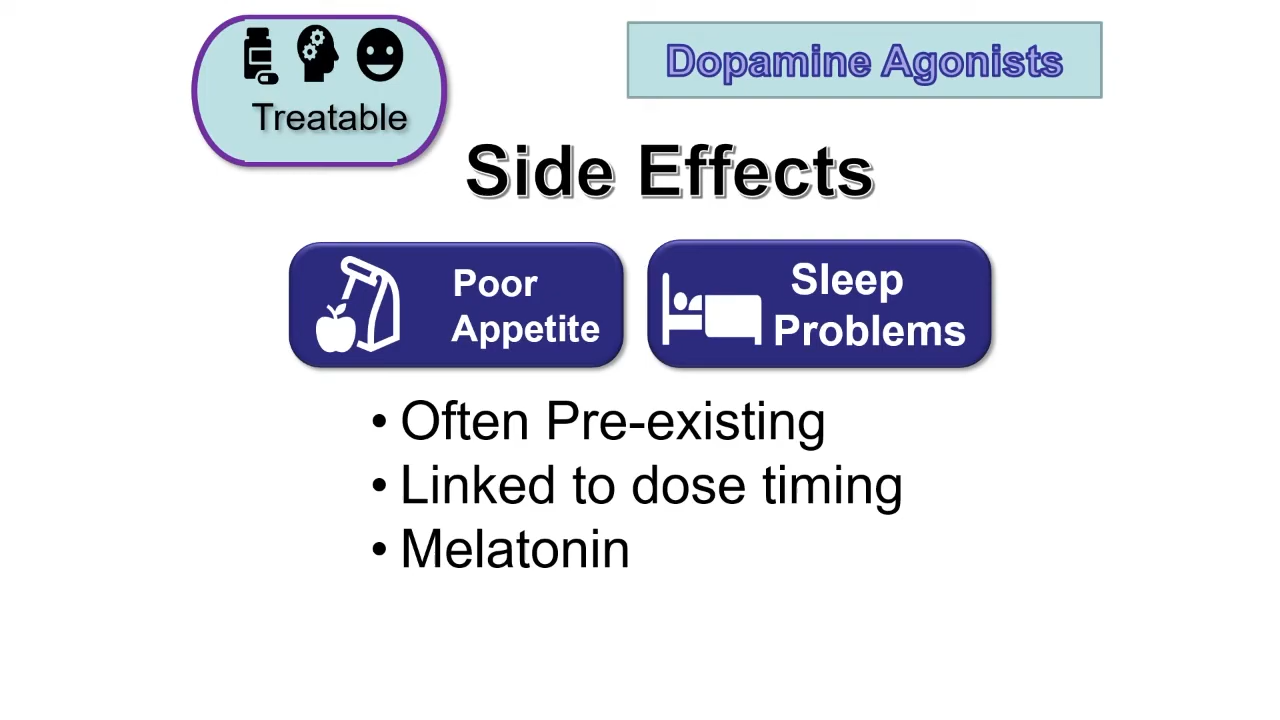 Treatable
Dopamine Agonists
Side Effects
Poor
Appetite
Sleep
Problems
• Often Pre-existing
• Linked to dose timing
• Melatonin